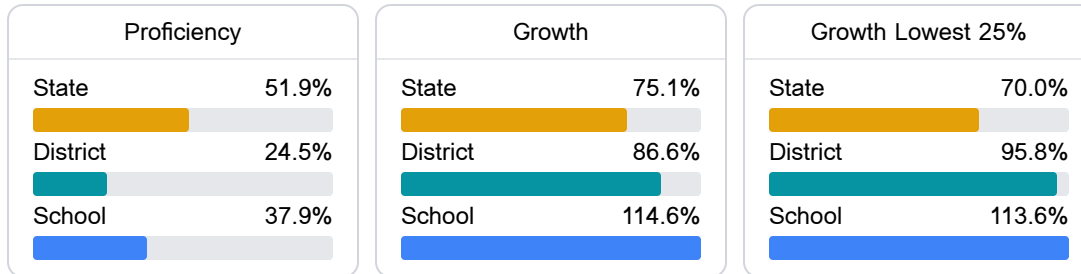 Proficiency
State 51.9%
District 24.5%
School 37.9%
Growth
State 75.1%
District 86.6%
School 114.6%
Growth Lowest 25%
State 70.0%
District 95.8%
School 113.6%